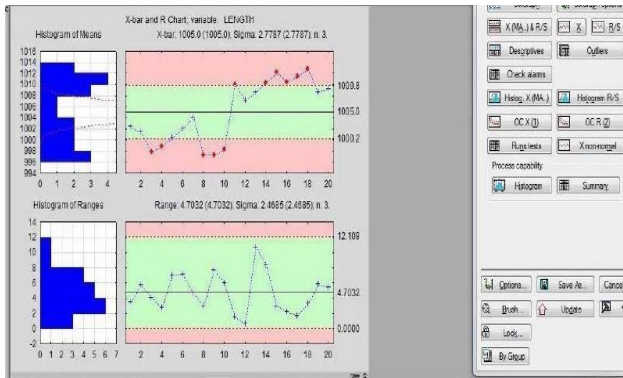 X-bar and R Chart; variable: LENGTH
Histogram of Means
X-bar: 1005.0 (1005.0); Sigma: 2.7787 (2.7787); n: 3.
1016
1014
1012
1010
1008
1006
1004
1002
1000
998
996
994
0 1 2 3 4
2 4 6 8 10 12 14 16 18 20
1009.8
1005.0
1000.2
Histogram of Ranges
Range: 4.7032 (4.7032); Sigma: 2.4685 (2.4685); n: 3.
14
12
10
8
6
4
2
0
-2
0 1 2 3 4 5 6 7
2 4 6 8 10 12 14 16 18 20
12.109
4.7032
0.0000
X (MA..) & R/S
X
R/S
Descriptives
Outliers
Check alarms
Histog. X (MA..)
Histogram R/S
OC X (1)
OC R (2)
Runs tests
X non-normal
Process capability
Histogram
Summary
Options...
Save As...
Cancel
Brush...
Update
Look...
By Group